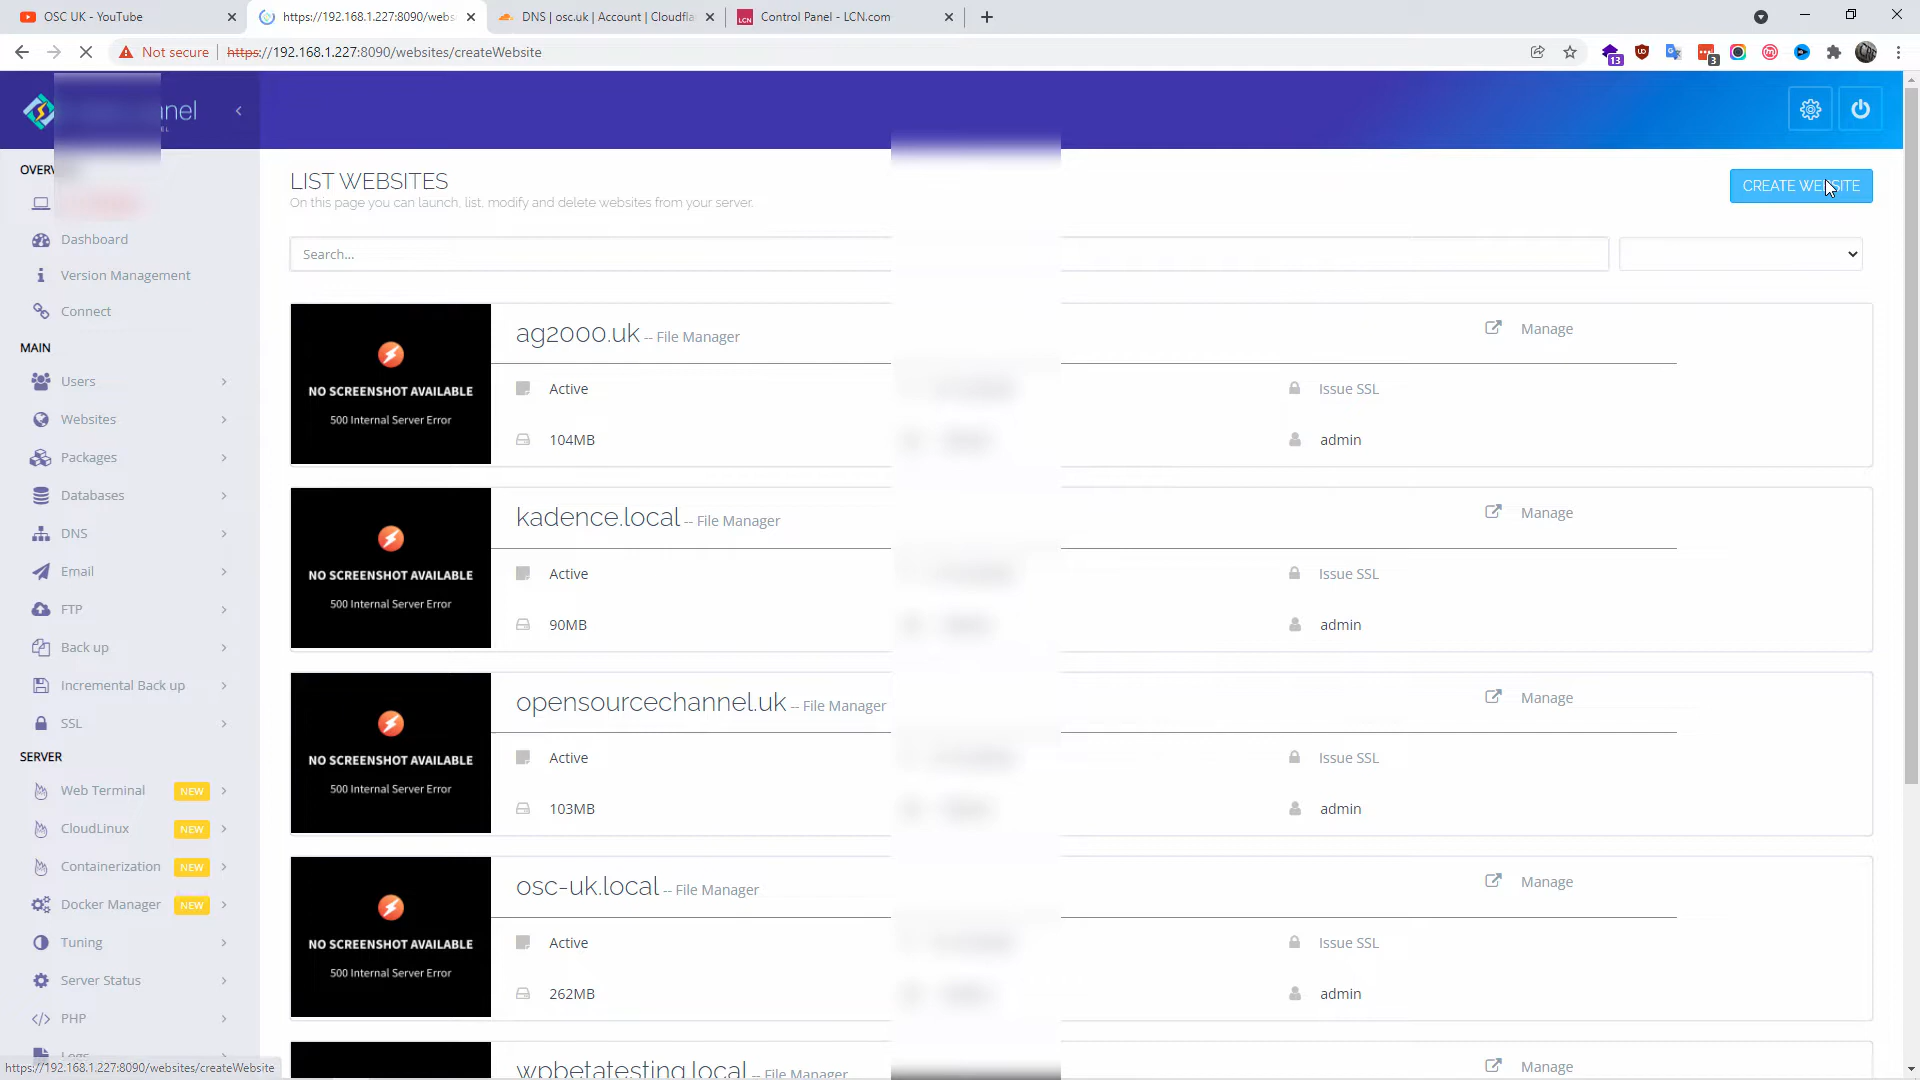 OSC UK - YouTube
https://192.168.1.227:8090/webs
DNS | osc.uk | Account | Cloudfla
LCN
Control Panel - LCN.com
Not secure
https://192.168.1.227:8090/websites/createWebsite
13
3
OVERV
Dashboard
Version Management
Connect
MAIN
Users
Websites
Packages
Databases
DNS
Email
FTP
Back up
Incremental Back up
SSL
SERVER
Web Terminal NEW
CloudLinux NEW
Containerization NEW
Docker Manager NEW
Tuning
Server Status
PHP
Logs
LIST WEBSITES
On this page you can launch, list, modify and delete websites from your server.
CREATE WEBSITE
Search...
NO SCREENSHOT AVAILABLE
500 Internal Server Error
ag2000.uk -- File Manager
Manage
Active
Issue SSL
104MB
admin
NO SCREENSHOT AVAILABLE
500 Internal Server Error
kadence.local -- File Manager
Manage
Active
Issue SSL
90MB
admin
NO SCREENSHOT AVAILABLE
500 Internal Server Error
opensourcechannel.uk -- File Manager
Manage
Active
Issue SSL
103MB
admin
NO SCREENSHOT AVAILABLE
500 Internal Server Error
osc-uk.local -- File Manager
Manage
Active
Issue SSL
262MB
admin
wpbetatesting.local -- File Manager
Manage
https://192.168.1.227:8090/websites/createWebsite